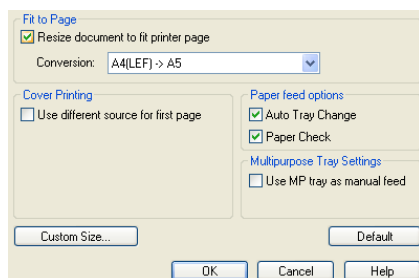 Fit to Page
Resize document to fit printer page
Conversion: A4(LEF) -> A5
Cover Printing
Use different source for first page
Paper feed options
Auto Tray Change
Paper Check
Multipurpose Tray Settings
Use MP tray as manual feed
Custom Size...
Default
OK
Cancel
Help